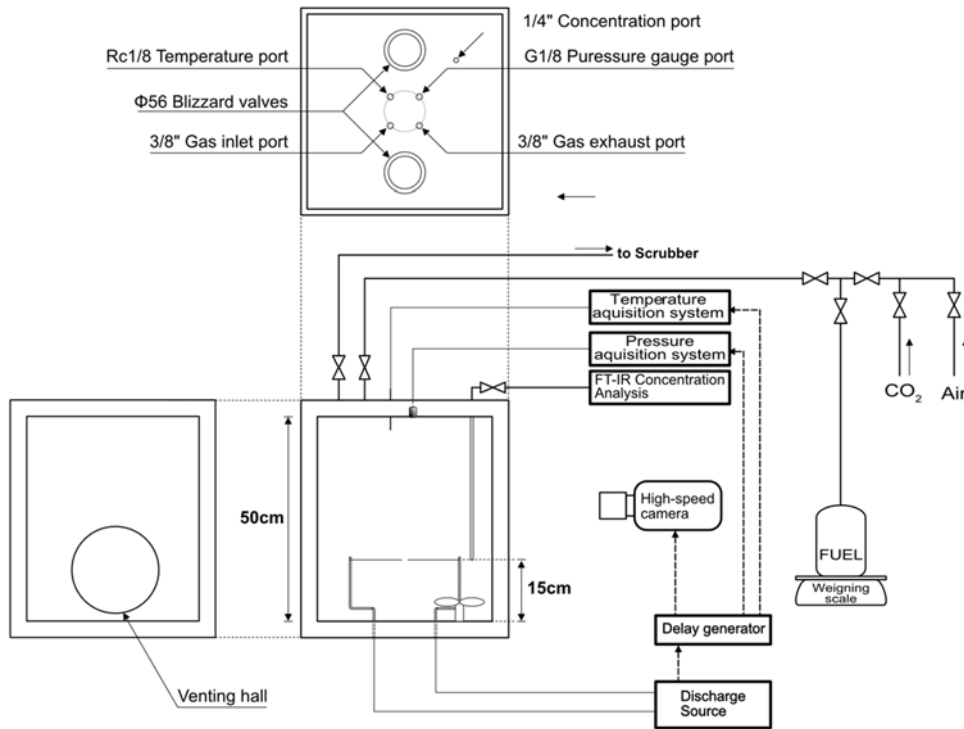 1/4" Concentration port
Rc1/8 Temperature port
G1/8 Puressure gauge port
Φ56 Blizzard valves
3/8" Gas inlet port
3/8" Gas exhaust port
to Scrubber
Temperature
aquisition system
Pressure
aquisition system
FT-IR Concentration
Analysis
CO₂
Air
50cm
High-speed
camera
15cm
FUEL
Weigning
scale
Delay generator
Venting hall
Discharge
Source